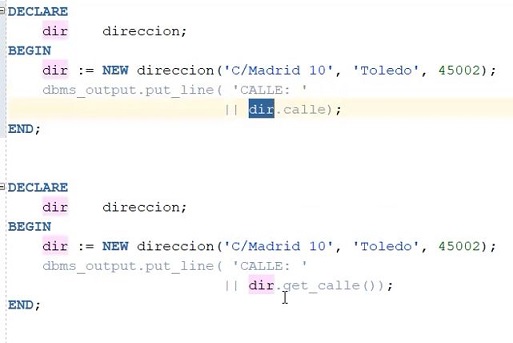 DECLARE
dir direccion;
BEGIN
dir := NEW direccion('C/Madrid 10', 'Toledo', 45002);
dbms_output.put_line( 'CALLE: '
|| dir.calle);
END;
DECLARE
dir direccion;
BEGIN
dir := NEW direccion('C/Madrid 10', 'Toledo', 45002);
dbms_output.put_line( 'CALLE: '
|| dir.get_calle());
END;